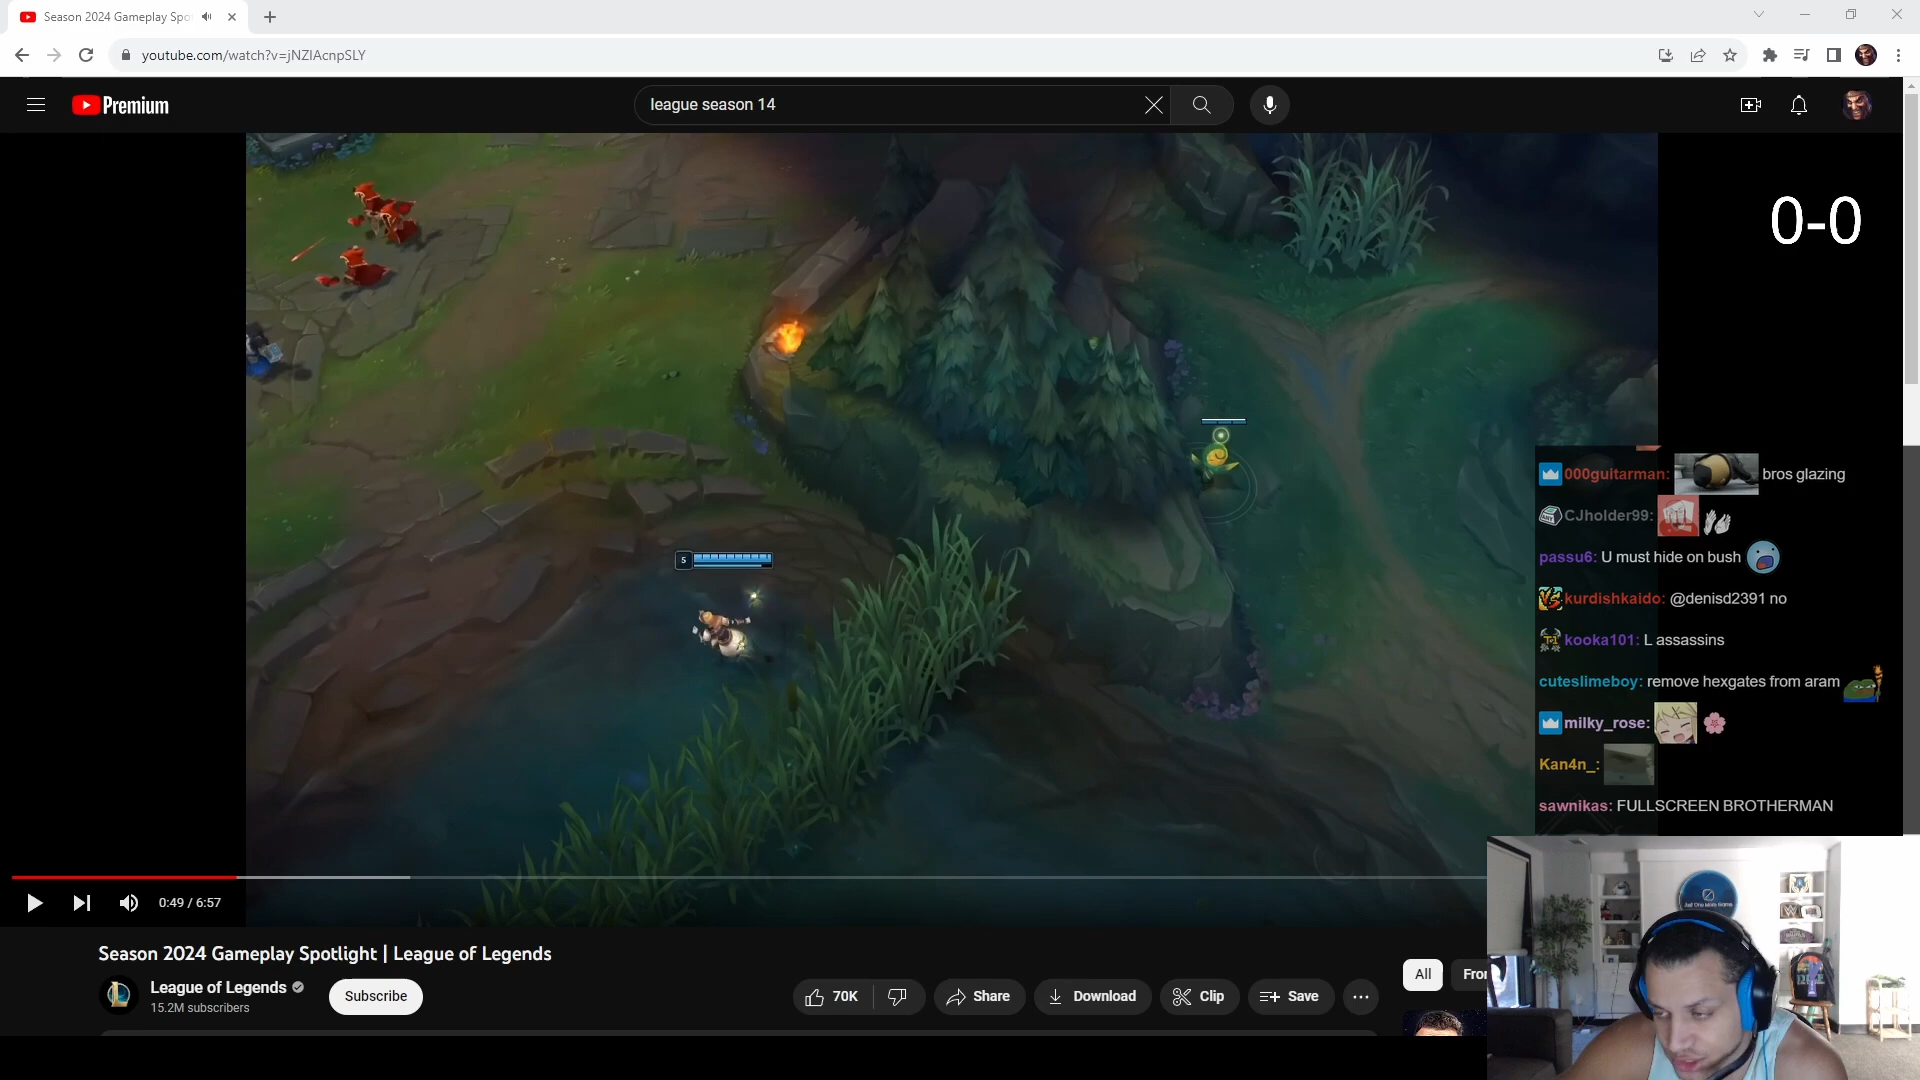 Season 2024 Gameplay Spot
youtube.com/watch?v=jNZIAcnpSLY
Premium
league season 14
0-0
5
000guitarman: bros glazing
CJholder99:
passu6: U must hide on bush
kurdishkaido: @denisd2391 no
kooka101: L assassins
cuteslimeboy: remove hexgates from aram
milky_rose:
Kan4n_:
sawnikas: FULLSCREEN BROTHERMAN
0:49 / 6:57
Season 2024 Gameplay Spotlight | League of Legends
League of Legends
15.2M subscribers
Subscribe
70K
Share
Download
Clip
Save
All
Fro